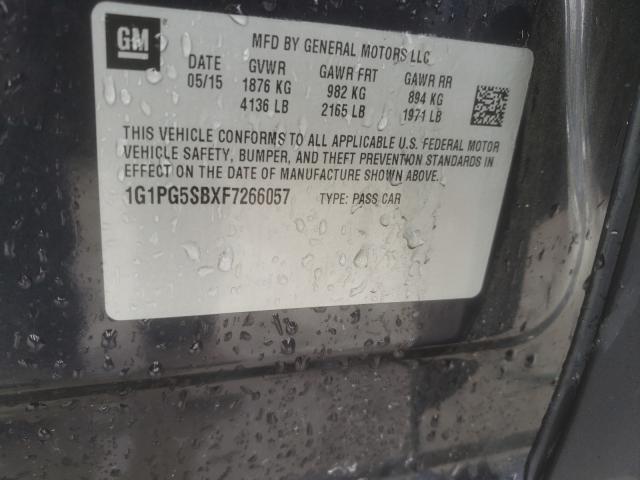 GM
MFD BY GENERAL MOTORS LLC
DATE GVWR GAWR FRT GAWR RR
05/15 1876 KG 982 KG 894 KG
4136 LB 2165 LB 1971 LB
THIS VEHICLE CONFORMS TO ALL APPLICABLE U.S. FEDERAL MOTOR
VEHICLE SAFETY, BUMPER, AND THEFT PREVENTION STANDARDS IN
EFFECT ON THE DATE OF MANUFACTURE SHOWN ABOVE.
1G1PG5SBXF7266057 TYPE: PASS CAR